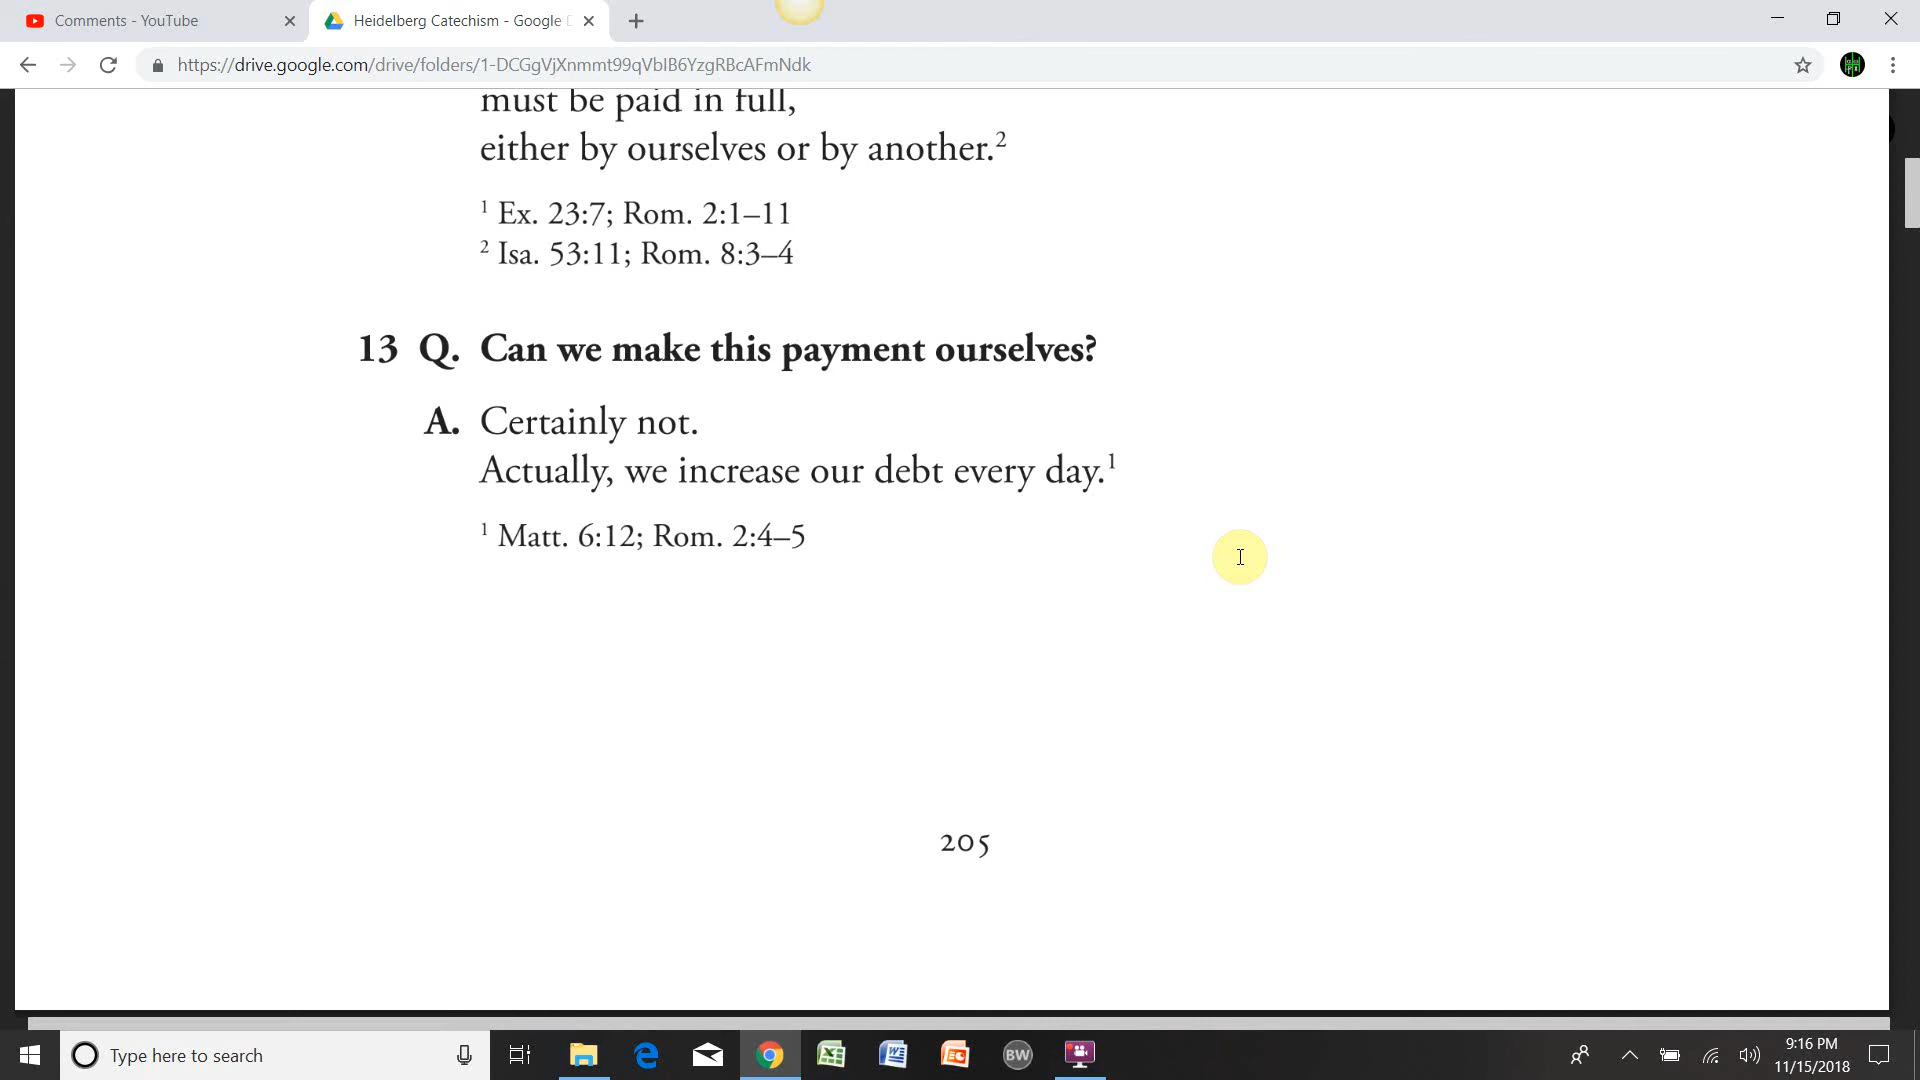 Comments - YouTube
Heidelberg Catechism - Google D
https://drive.google.com/drive/folders/1-DCGgVjXnmmt99qVbIB6YzgRBcAFmNdk
must be paid in full,
either by ourselves or by another.2
1 Ex. 23:7; Rom. 2:1–11
2 Isa. 53:11; Rom. 8:3–4
13 Q. Can we make this payment ourselves?
A. Certainly not.
Actually, we increase our debt every day.1
1 Matt. 6:12; Rom. 2:4–5
205
Type here to search
BW
9:16 PM
11/15/2018